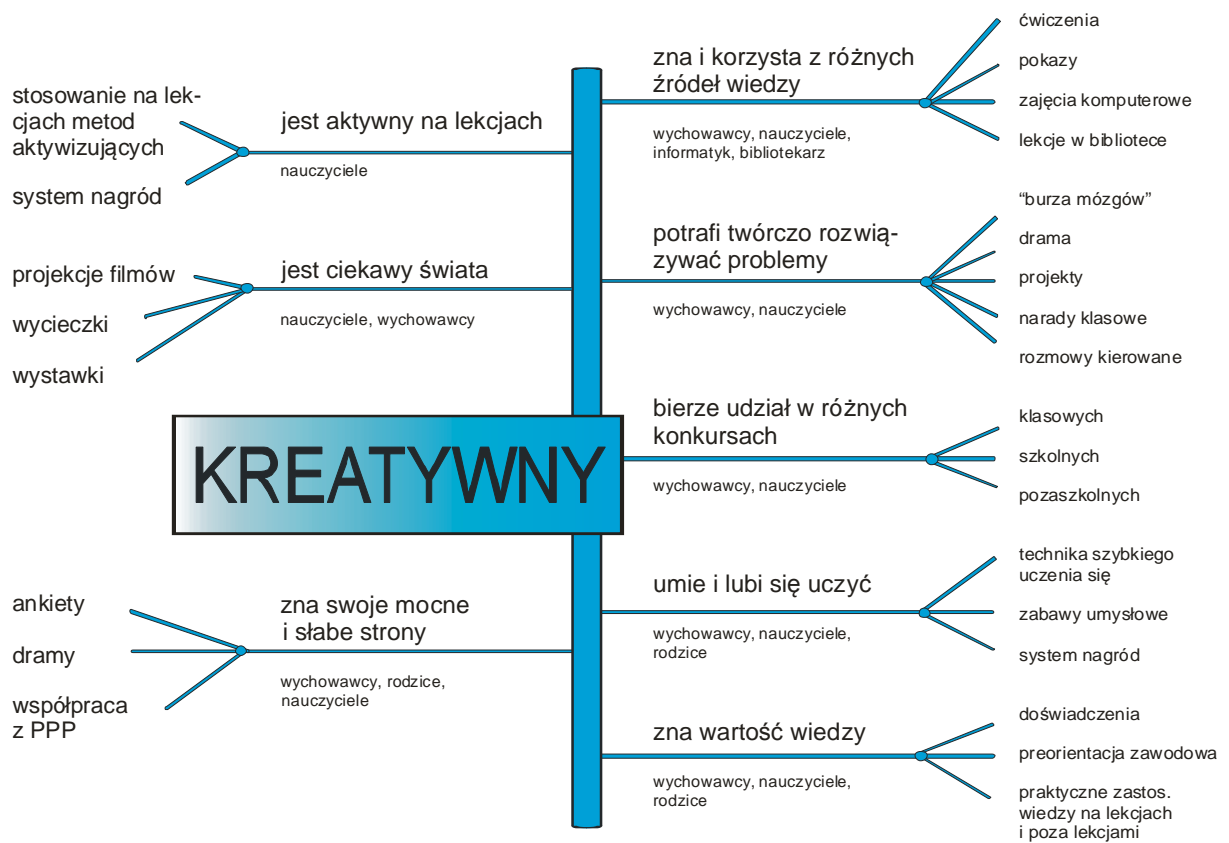 stosowanie na lek-
cjach metod
aktywizujących
system nagród
jest aktywny na lekcjach
nauczyciele
projekcje filmów
wycieczki
wystawki
jest ciekawy świata
nauczyciele, wychowawcy
KREATYWNY
ankiety
dramy
współpraca
z PPP
zna swoje mocne
i słabe strony
wychowawcy, rodzice,
nauczyciele
zna i korzysta z różnych
źródeł wiedzy
wychowawcy, nauczyciele,
informatyk, bibliotekarz
ćwiczenia
pokazy
zajęcia komputerowe
lekcje w bibliotece
potrafi twórczo rozwią-
zywać problemy
wychowawcy, nauczyciele
“burza mózgów”
drama
projekty
narady klasowe
rozmowy kierowane
bierze udział w różnych
konkursach
wychowawcy, nauczyciele
klasowych
szkolnych
pozaszkolnych
umie i lubi się uczyć
wychowawcy, nauczyciele,
rodzice
technika szybkiego
uczenia się
zabawy umysłowe
system nagród
zna wartość wiedzy
wychowawcy, nauczyciele,
rodzice
doświadczenia
preorientacja zawodowa
praktyczne zastos.
wiedzy na lekcjach
i poza lekcjami